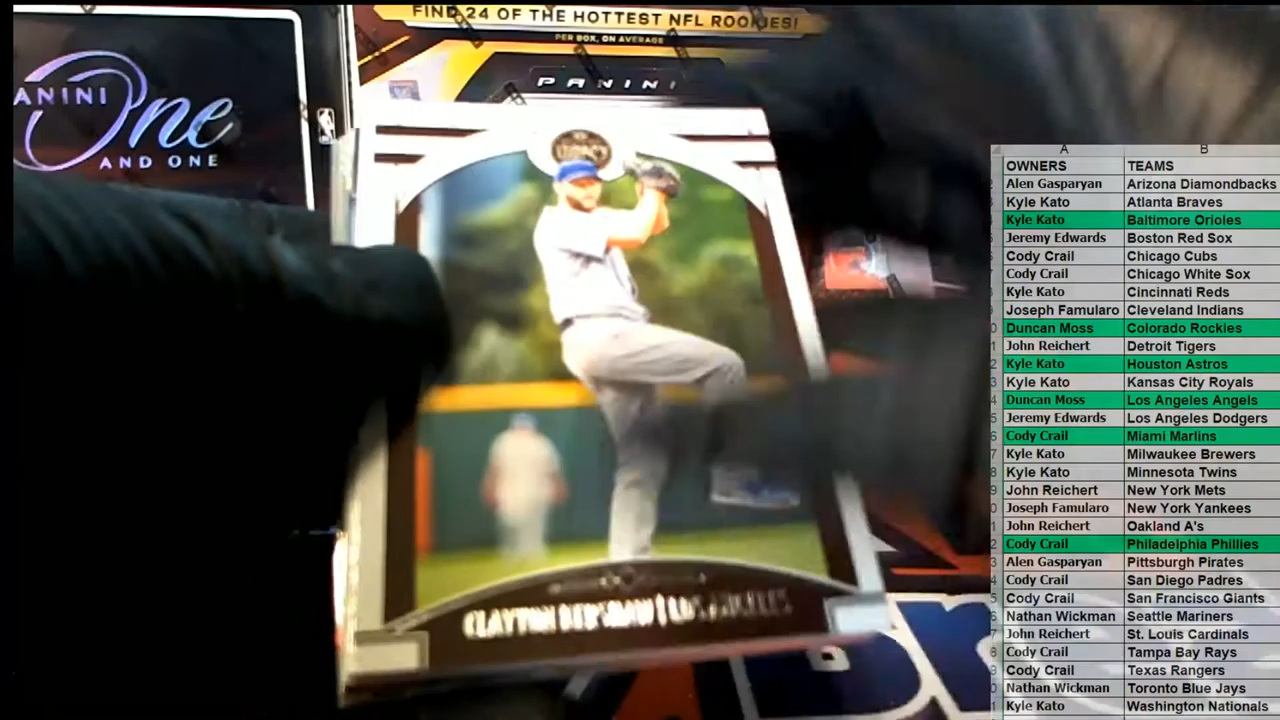 FIND 24 OF THE HOTTEST NFL ROOKIES!
PER BOX, ON AVERAGE
PANINI
PANINI
One
AND ONE
LEGACY
CLAYTON KERSHAW | LOS ANGELES
A B
OWNERS TEAMS
Alen Gasparyan Arizona Diamondbacks
Kyle Kato Atlanta Braves
Kyle Kato Baltimore Orioles
Jeremy Edwards Boston Red Sox
Cody Crail Chicago Cubs
Cody Crail Chicago White Sox
Kyle Kato Cincinnati Reds
Joseph Famularo Cleveland Indians
Duncan Moss Colorado Rockies
John Reichert Detroit Tigers
Kyle Kato Houston Astros
Kyle Kato Kansas City Royals
Duncan Moss Los Angeles Angels
Jeremy Edwards Los Angeles Dodgers
Cody Crail Miami Marlins
Kyle Kato Milwaukee Brewers
Kyle Kato Minnesota Twins
John Reichert New York Mets
Joseph Famularo New York Yankees
John Reichert Oakland A's
Cody Crail Philadelphia Phillies
Alen Gasparyan Pittsburgh Pirates
Cody Crail San Diego Padres
Cody Crail San Francisco Giants
Nathan Wickman Seattle Mariners
John Reichert St. Louis Cardinals
Cody Crail Tampa Bay Rays
Cody Crail Texas Rangers
Nathan Wickman Toronto Blue Jays
Kyle Kato Washington Nationals